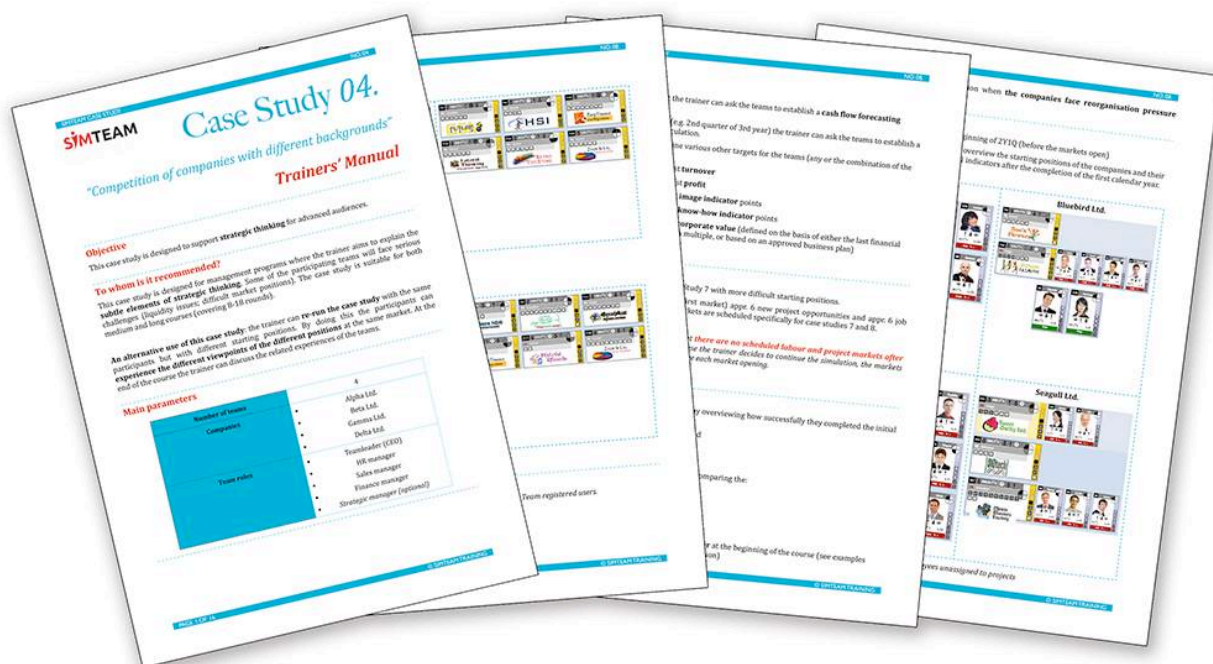 SIMTEAM CASE STUDY
NO.04
SIMTEAM
Case Study 04.
"Competition of companies with different backgrounds"
Trainers' Manual
Objective
This case study is designed to support strategic thinking for advanced audiences.
To whom is it recommended?
This case study is designed for management programs where the trainer aims to explain the
subtle elements of strategic thinking. Some of the participating teams will face serious
challenges (liquidity issues; difficult market positions). The case study is suitable for both
medium and long courses (covering 8-18 rounds).
An alternative use of this case study: the trainer can re-run the case study with the same
participants but with different starting positions. By doing this the participants can
experience the different viewpoints of the different positions at the same market. At the
end of the course the trainer can discuss the related experiences of the teams.
Main parameters
Number of teams
4
Companies
• Alpha Ltd.
• Beta Ltd.
• Gamma Ltd.
• Delta Ltd.
Team roles
• Teamleader (CEO)
• HR manager
• Sales manager
• Finance manager
• Strategic manager (optional)
PAGE 1 OF 16
© SIMTEAM TRAINING
HSI
Team registered users.
© SIMTEAM TRAINING
the trainer can ask the teams to establish a cash flow forecasting
(e.g. 2nd quarter of 3rd year) the trainer can ask the teams to establish a
ne various other targets for the teams (any or the combination of the
st turnover
st profit
image indicator points
know-how indicator points
orporate value (defined on the basis of either the last financial
multiple, or based on an approved business plan)
tudy 7 with more difficult starting positions.
irst market) appr. 6 new project opportunities and appr. 6 job
kets are scheduled specifically for case studies 7 and 8.
there are no scheduled labour and project markets after
se the trainer decides to continue the simulation, the markets
each market opening.
y overviewing how successfully they completed the initial
omparing the:
at the beginning of the course (see examples
© SIMTEAM TRAINING
on when the companies face reorganisation pressure
ginning of 2Y1Q (before the markets open)
overview the starting positions of the companies and their
indicators after the completion of the first calendar year.
Bluebird Ltd.
Seagull Ltd.
oyees unassigned to projects
© SIMTEAM TRAINING